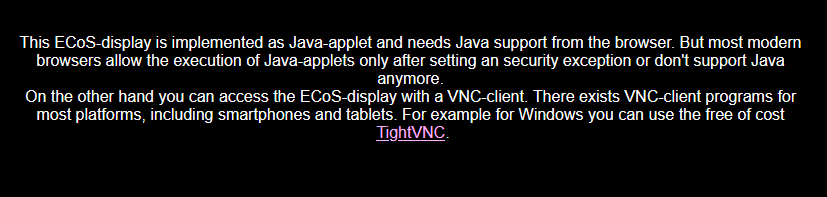 This ECoS-display is implemented as Java-applet and needs Java support from the browser. But most modern
browsers allow the execution of Java-applets only after setting an security exception or don't support Java
anymore.
On the other hand you can access the ECoS-display with a VNC-client. There exists VNC-client programs for
most platforms, including smartphones and tablets. For example for Windows you can use the free of cost
TightVNC.